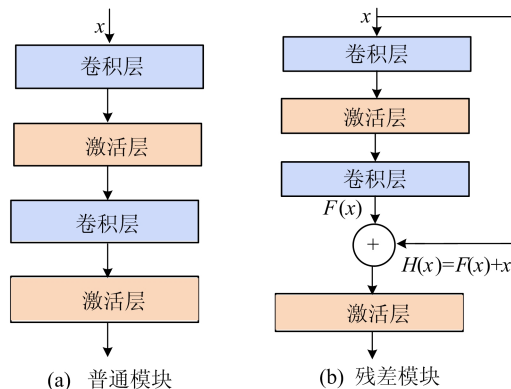 x
卷积层
激活层
卷积层
激活层
(a) 普通模块
x
卷积层
激活层
卷积层
F(x)
+
H(x)=F(x)+x
激活层
(b) 残差模块